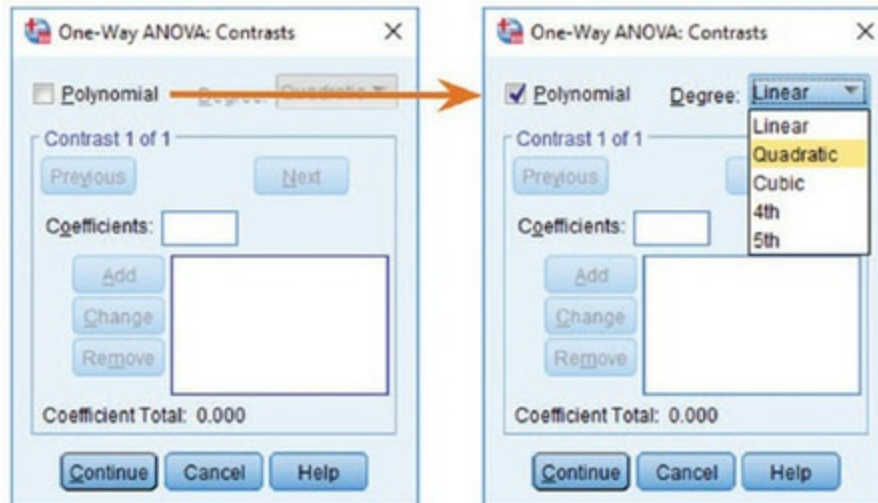 One-Way ANOVA: Contrasts
Polynomial Degree: Quadratic
Contrast 1 of 1
Previous Next
Coefficients:
Add
Change
Remove
Coefficient Total: 0.000
Continue Cancel Help
One-Way ANOVA: Contrasts
Polynomial Degree: Linear
Linear
Quadratic
Cubic
4th
5th
Contrast 1 of 1
Previous
Coefficients:
Add
Change
Remove
Coefficient Total: 0.000
Continue Cancel Help